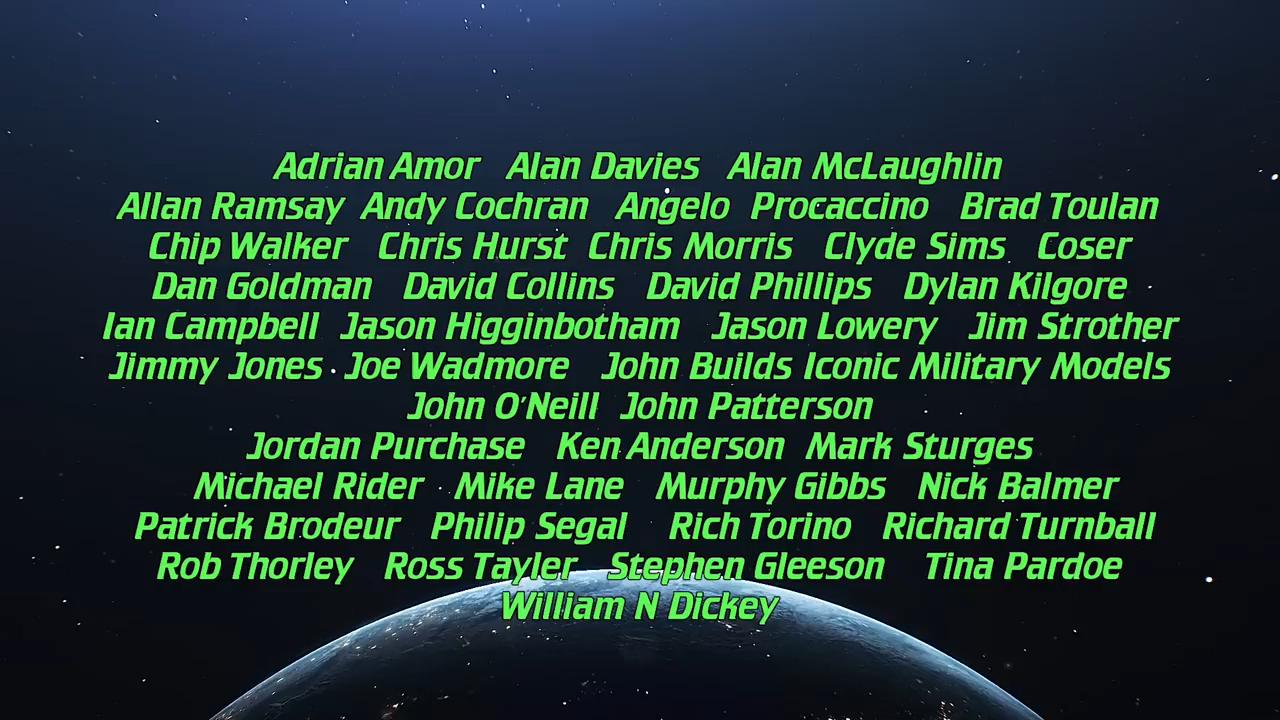 Adrian Amor Alan Davies Alan McLaughlin
Allan Ramsay Andy Cochran Angelo Procaccino Brad Toulan
Chip Walker Chris Hurst Chris Morris Clyde Sims Coser
Dan Goldman David Collins David Phillips Dylan Kilgore
Ian Campbell Jason Higginbotham Jason Lowery Jim Strother
Jimmy Jones Joe Wadmore John Builds Iconic Military Models
John O'Neill John Patterson
Jordan Purchase Ken Anderson Mark Sturges
Michael Rider Mike Lane Murphy Gibbs Nick Balmer
Patrick Brodeur Philip Segal Rich Torino Richard Turnball
Rob Thorley Ross Tayler Stephen Gleeson Tina Pardoe
William N Dickey